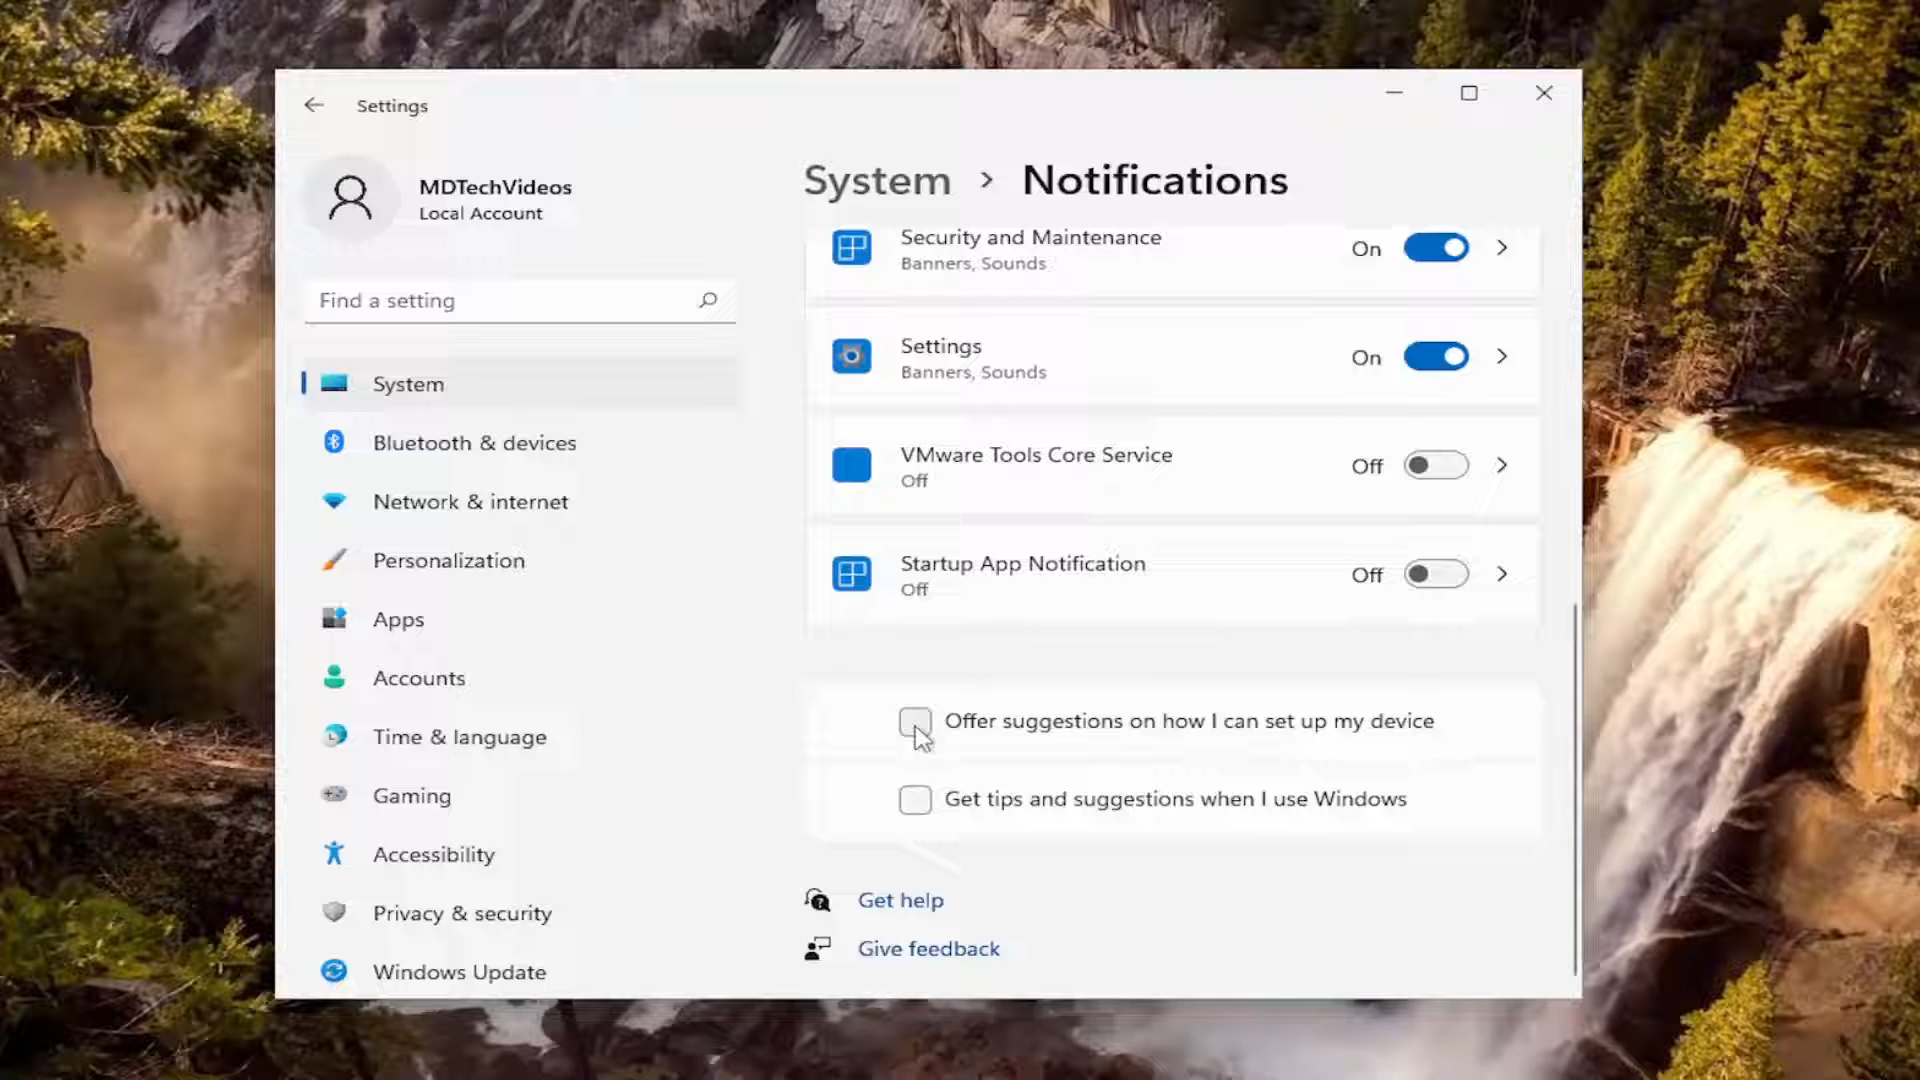 Settings
MDTechVideos
Local Account
Find a setting
System
Bluetooth & devices
Network & internet
Personalization
Apps
Accounts
Time & language
Gaming
Accessibility
Privacy & security
Windows Update
System > Notifications
Security and Maintenance
Banners, Sounds
On
Settings
Banners, Sounds
On
VMware Tools Core Service
Off
Off
Startup App Notification
Off
Off
Offer suggestions on how I can set up my device
Get tips and suggestions when I use Windows
Get help
Give feedback